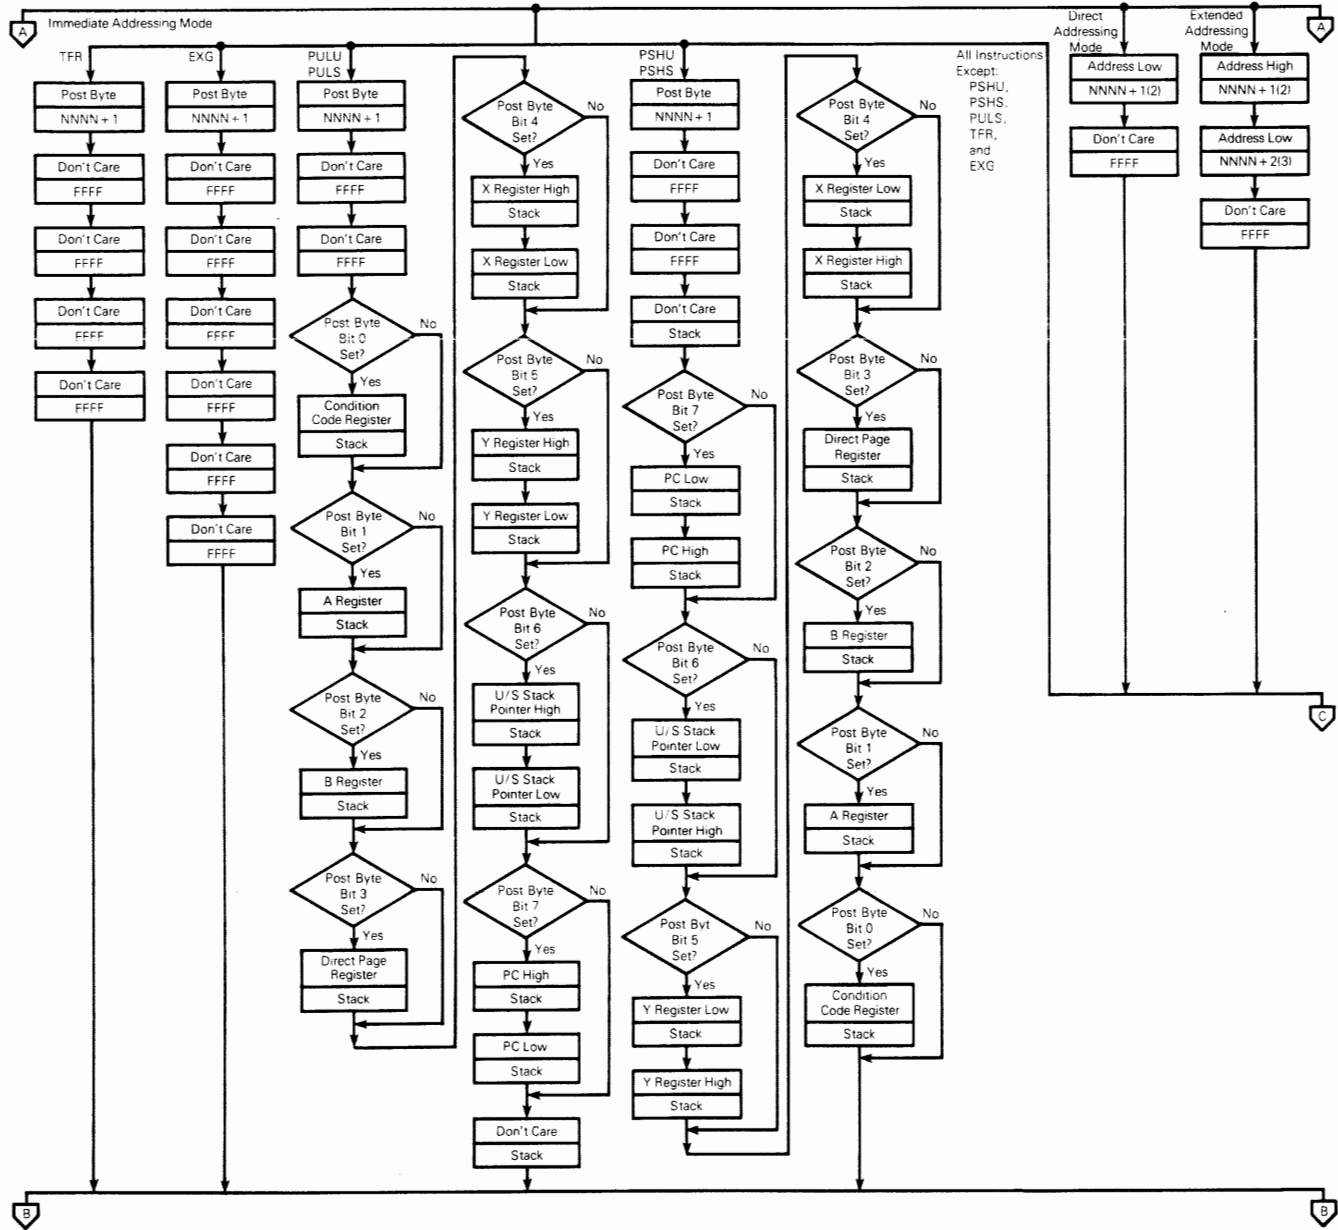 A
Immediate Addressing Mode
Direct
Addressing
Mode
Extended
Addressing
Mode
A
TFR
Post Byte
NNNN + 1
Don't Care
FFFF
Don't Care
FFFF
Don't Care
FFFF
Don't Care
FFFF
EXG
Post Byte
NNNN + 1
Don't Care
FFFF
Don't Care
FFFF
Don't Care
FFFF
Don't Care
FFFF
Don't Care
FFFF
Don't Care
FFFF
PULU
PULS
Post Byte
NNNN + 1
Don't Care
FFFF
Don't Care
FFFF
Post Byte
Bit 0
Set?
No
Yes
Condition
Code Register
Stack
Post Byte
Bit 1
Set?
No
Yes
A Register
Stack
Post Byte
Bit 2
Set?
No
Yes
B Register
Stack
Post Byte
Bit 3
Set?
No
Yes
Direct Page
Register
Stack
Post Byte
Bit 4
Set?
No
Yes
X Register High
Stack
X Register Low
Stack
Post Byte
Bit 5
Set?
No
Yes
Y Register High
Stack
Y Register Low
Stack
Post Byte
Bit 6
Set?
No
Yes
U/S Stack
Pointer High
Stack
U/S Stack
Pointer Low
Stack
Post Byte
Bit 7
Set?
No
Yes
PC High
Stack
PC Low
Stack
Don't Care
Stack
PSHU
PSHS
Post Byte
NNNN + 1
Don't Care
FFFF
Don't Care
FFFF
Don't Care
Stack
Post Byte
Bit 7
Set?
No
Yes
PC Low
Stack
PC High
Stack
Post Byte
Bit 6
Set?
No
Yes
U/S Stack
Pointer Low
Stack
U/S Stack
Pointer High
Stack
Post Byt
Bit 5
Set?
No
Yes
Y Register Low
Stack
Y Register High
Stack
Post Byte
Bit 4
Set?
No
Yes
X Register Low
Stack
X Register High
Stack
Post Byte
Bit 3
Set?
No
Yes
Direct Page
Register
Stack
Post Byte
Bit 2
Set?
No
Yes
B Register
Stack
Post Byte
Bit 1
Set?
No
Yes
A Register
Stack
Post Byte
Bit 0
Set?
No
Yes
Condition
Code Register
Stack
All Instructions
Except:
PSHU,
PSHS,
PULS,
TFR,
and
EXG
Address Low
NNNN + 1(2)
Don't Care
FFFF
Address High
NNNN + 1(2)
Address Low
NNNN + 2(3)
Don't Care
FFFF
C
B
B